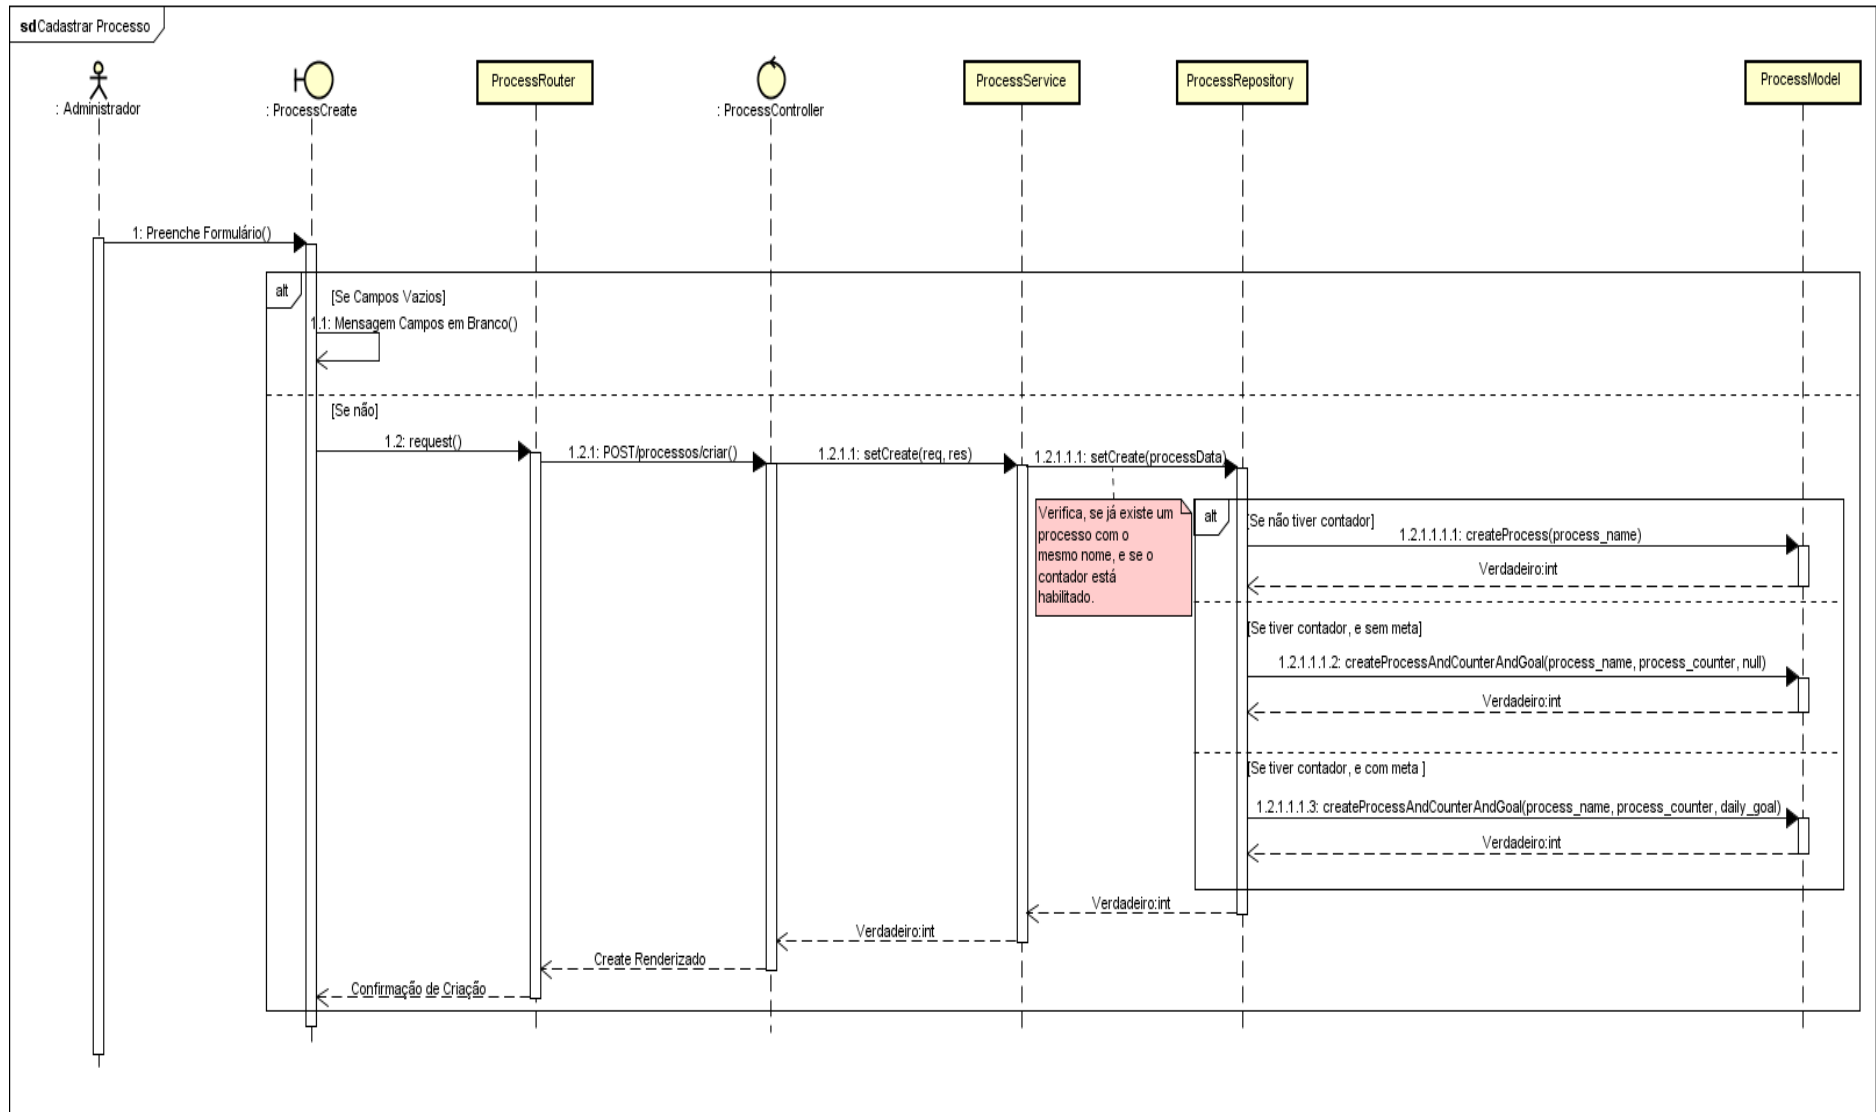 sd Cadastrar Processo
: Administrador
: ProcessCreate
ProcessRouter
: ProcessController
ProcessService
ProcessRepository
ProcessModel
1: Preenche Formulário()
alt
[Se Campos Vazios]
1.1: Mensagem Campos em Branco()
[Se não]
1.2: request()
1.2.1: POST/processos/criar()
1.2.1.1: setCreate(req, res)
1.2.1.1.1: setCreate(processData)
Verifica, se já existe um
processo com o
mesmo nome, e se o
contador está
habilitado.
alt
[Se não tiver contador]
1.2.1.1.1.1: createProcess(process_name)
Verdadeiro:int
[Se tiver contador, e sem meta]
1.2.1.1.1.2: createProcessAndCounterAndGoal(process_name, process_counter, null)
Verdadeiro:int
[Se tiver contador, e com meta ]
1.2.1.1.1.3: createProcessAndCounterAndGoal(process_name, process_counter, daily_goal)
Verdadeiro:int
Verdadeiro:int
Verdadeiro:int
Create Renderizado
Confirmação de Criação